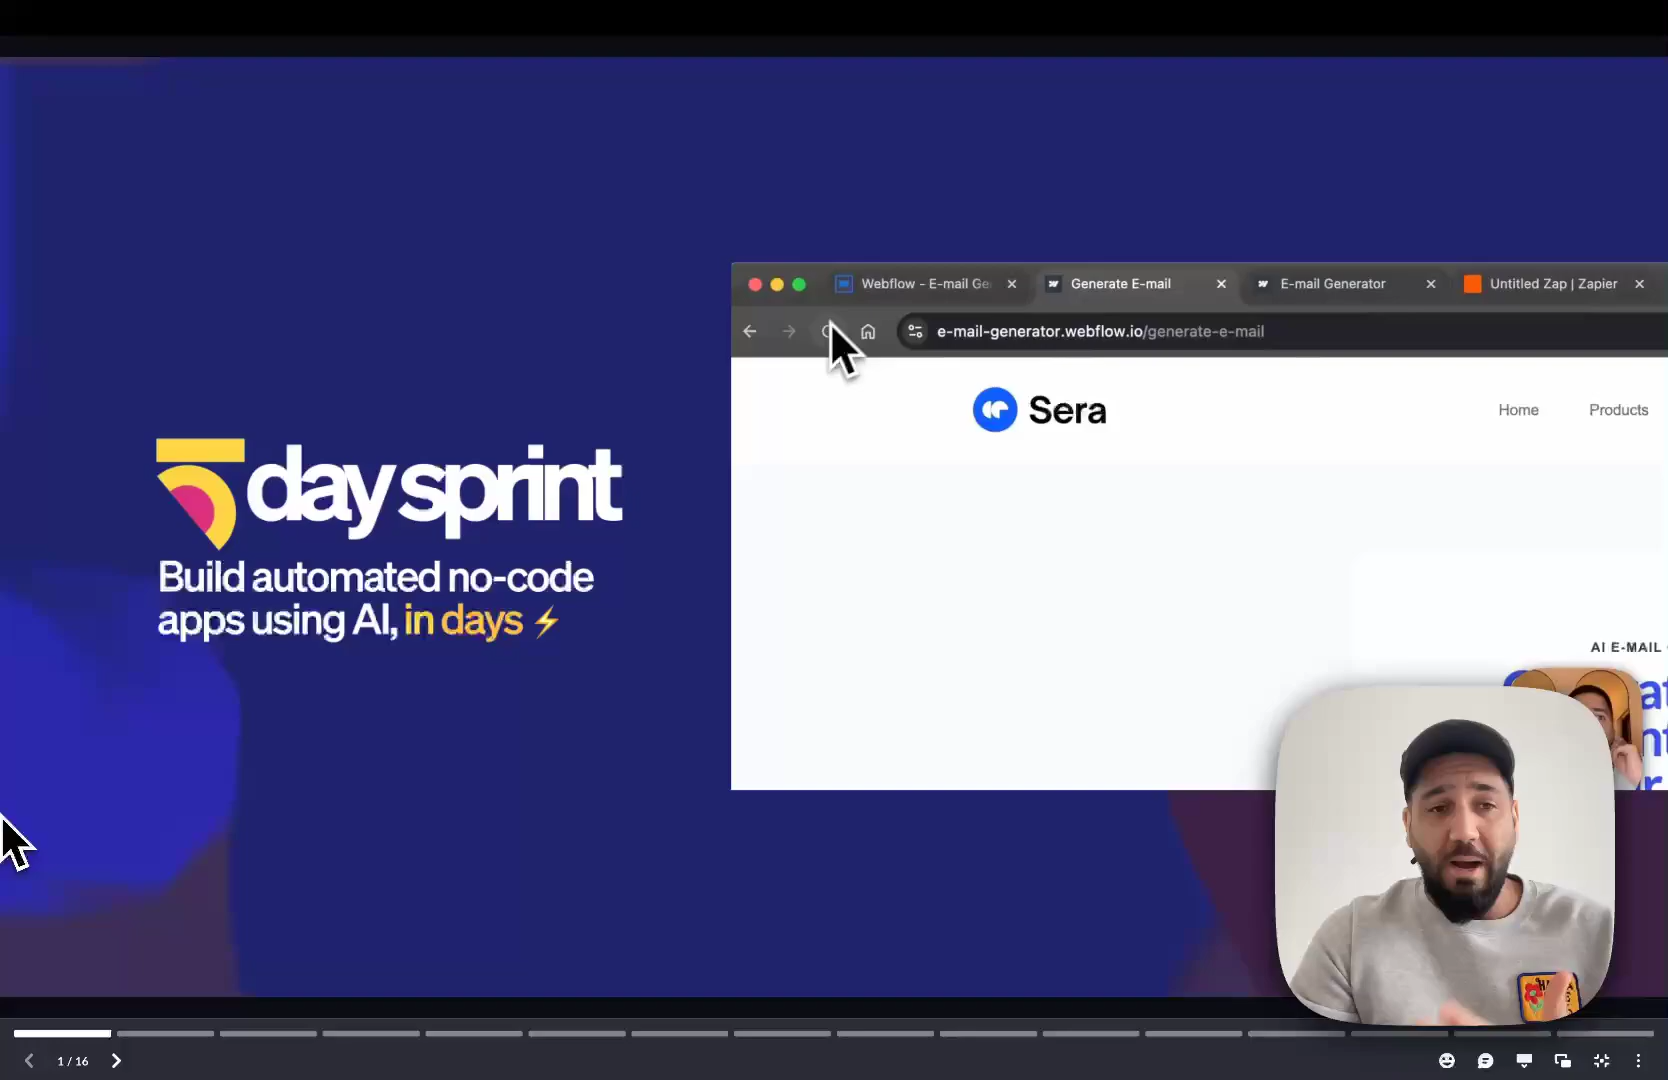 Webflow - E-mail Ge
Generate E-mail
E-mail Generator
Untitled Zap | Zapier
e-mail-generator.webflow.io/generate-e-mail
Sera
Home
Products
5 day sprint
Build automated no-code
apps using AI, in days ⚡
AI E-MAIL
1 / 16